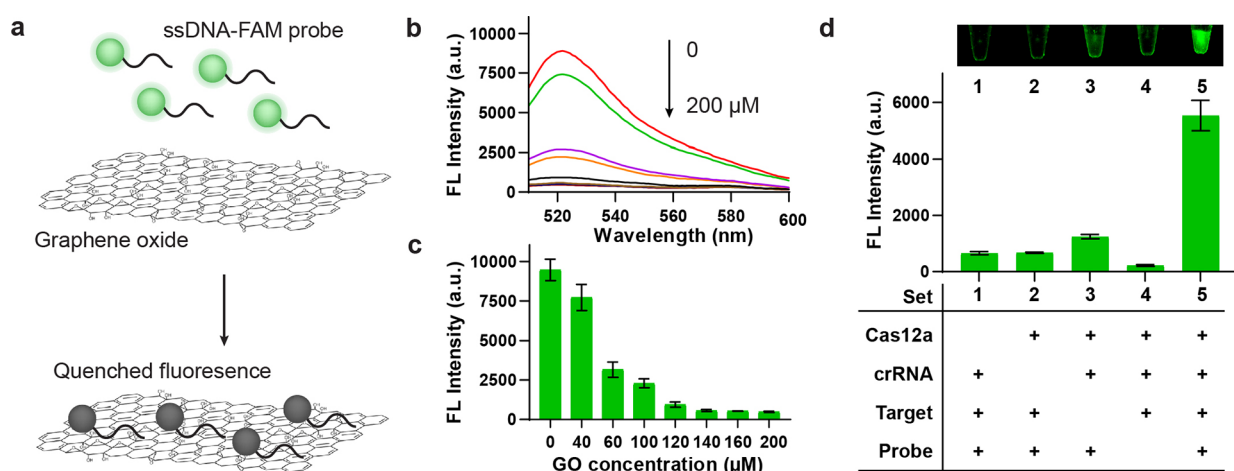 a
ssDNA-FAM probe
Graphene oxide
Quenched fluoresence
b
FL Intensity (a.u.)
10000
7500
5000
2500
0
0
200 µM
520 540 560 580 600
Wavelength (nm)
c
FL Intensity (a.u.)
10000
7500
5000
2500
0
0 40 60 100 120 140 160 200
GO concentration (µM)
d
1 2 3 4 5
FL Intensity (a.u.)
6000
4000
2000
0
Set 1 2 3 4 5
Cas12a + + + +
crRNA + + + +
Target + + + +
Probe + + + +